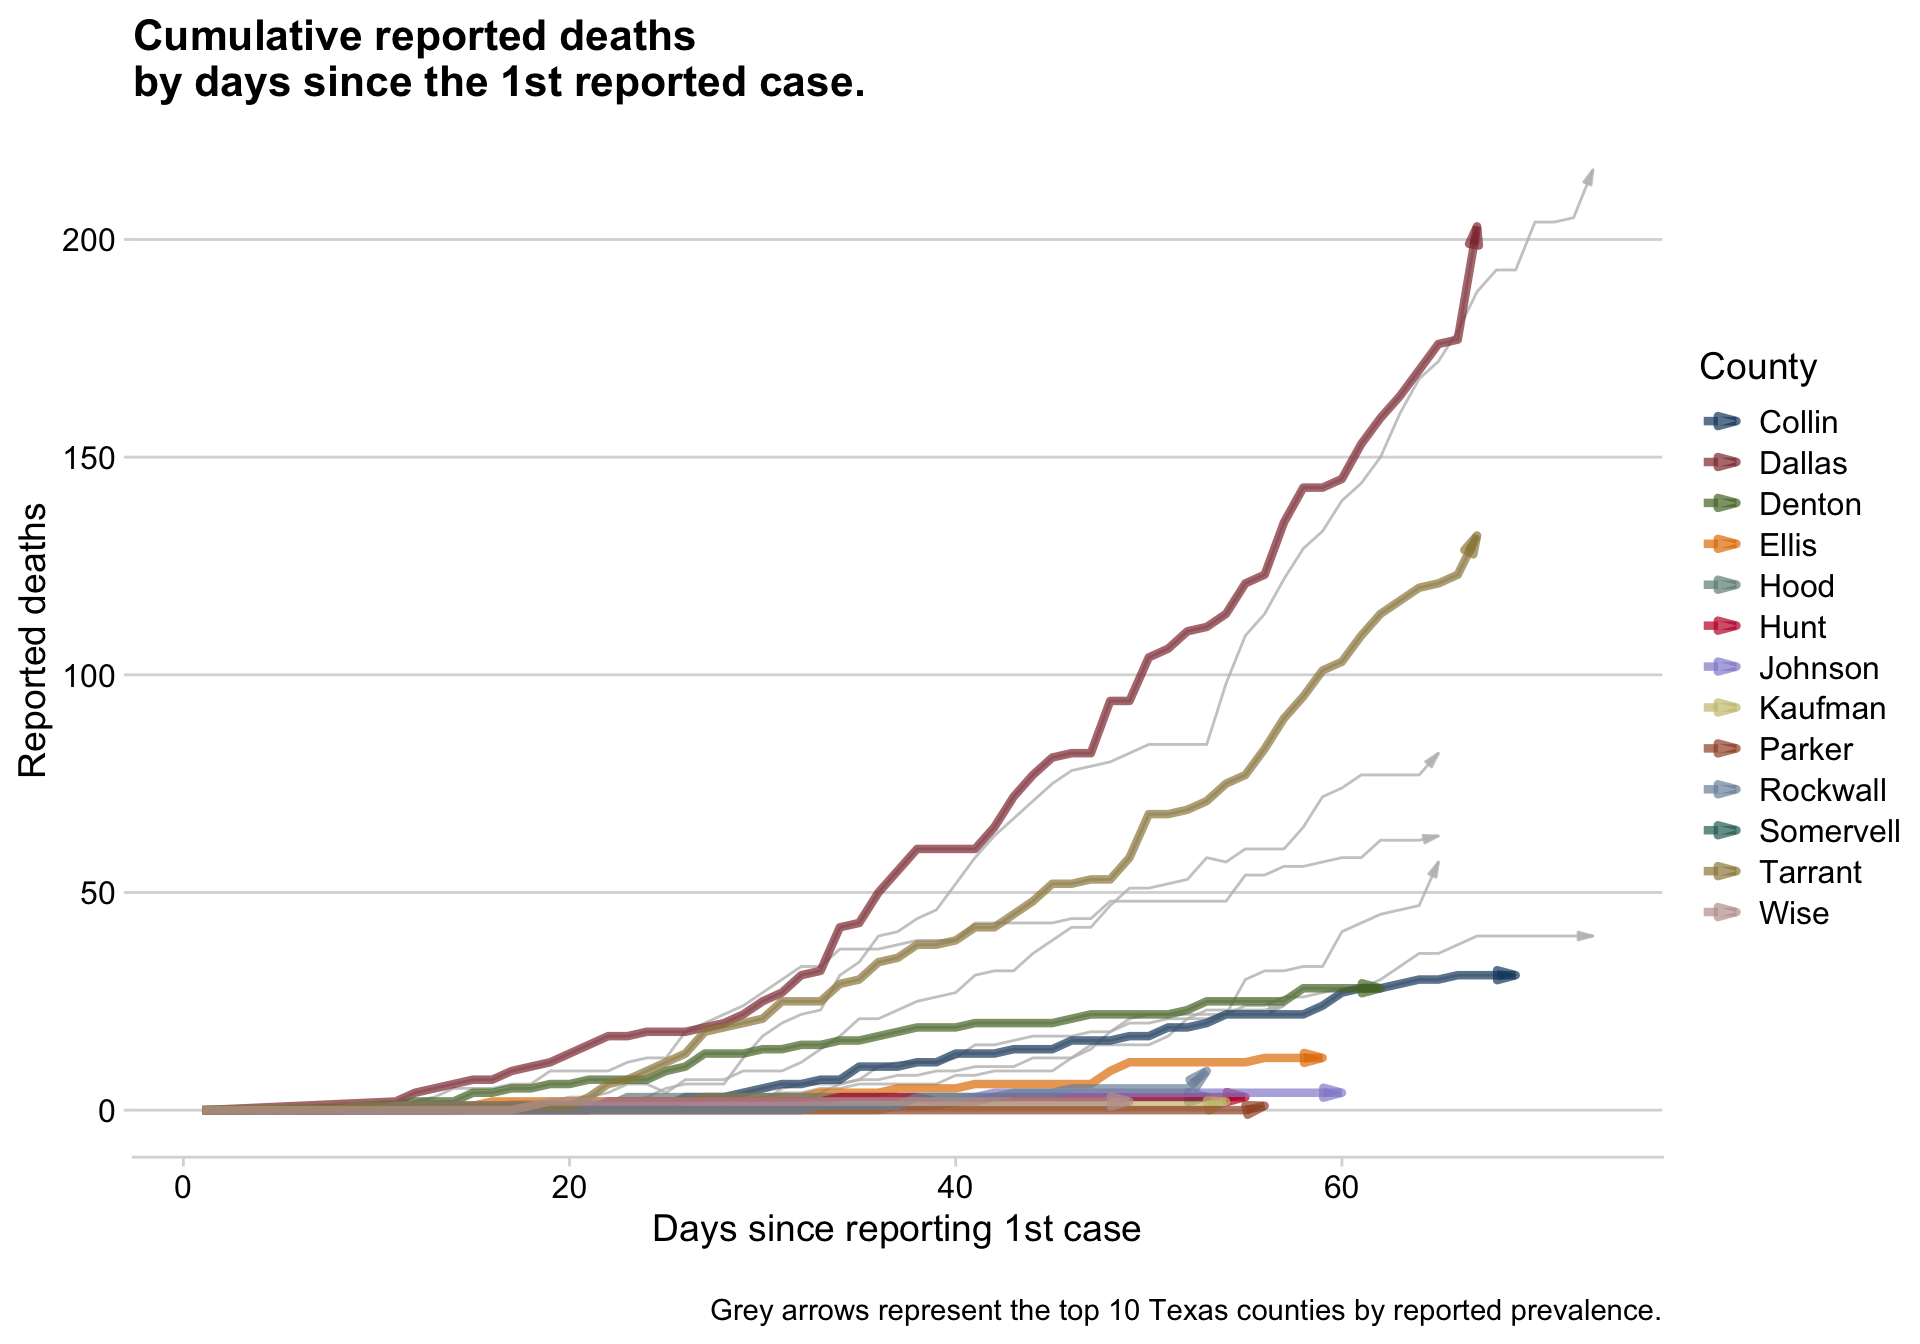 Cumulative reported deaths
by days since the 1st reported case.
Reported deaths
200
150
100
50
0
0
20
40
60
Days since reporting 1st case
County
Collin
Dallas
Denton
Ellis
Hood
Hunt
Johnson
Kaufman
Parker
Rockwall
Somervell
Tarrant
Wise
Grey arrows represent the top 10 Texas counties by reported prevalence.